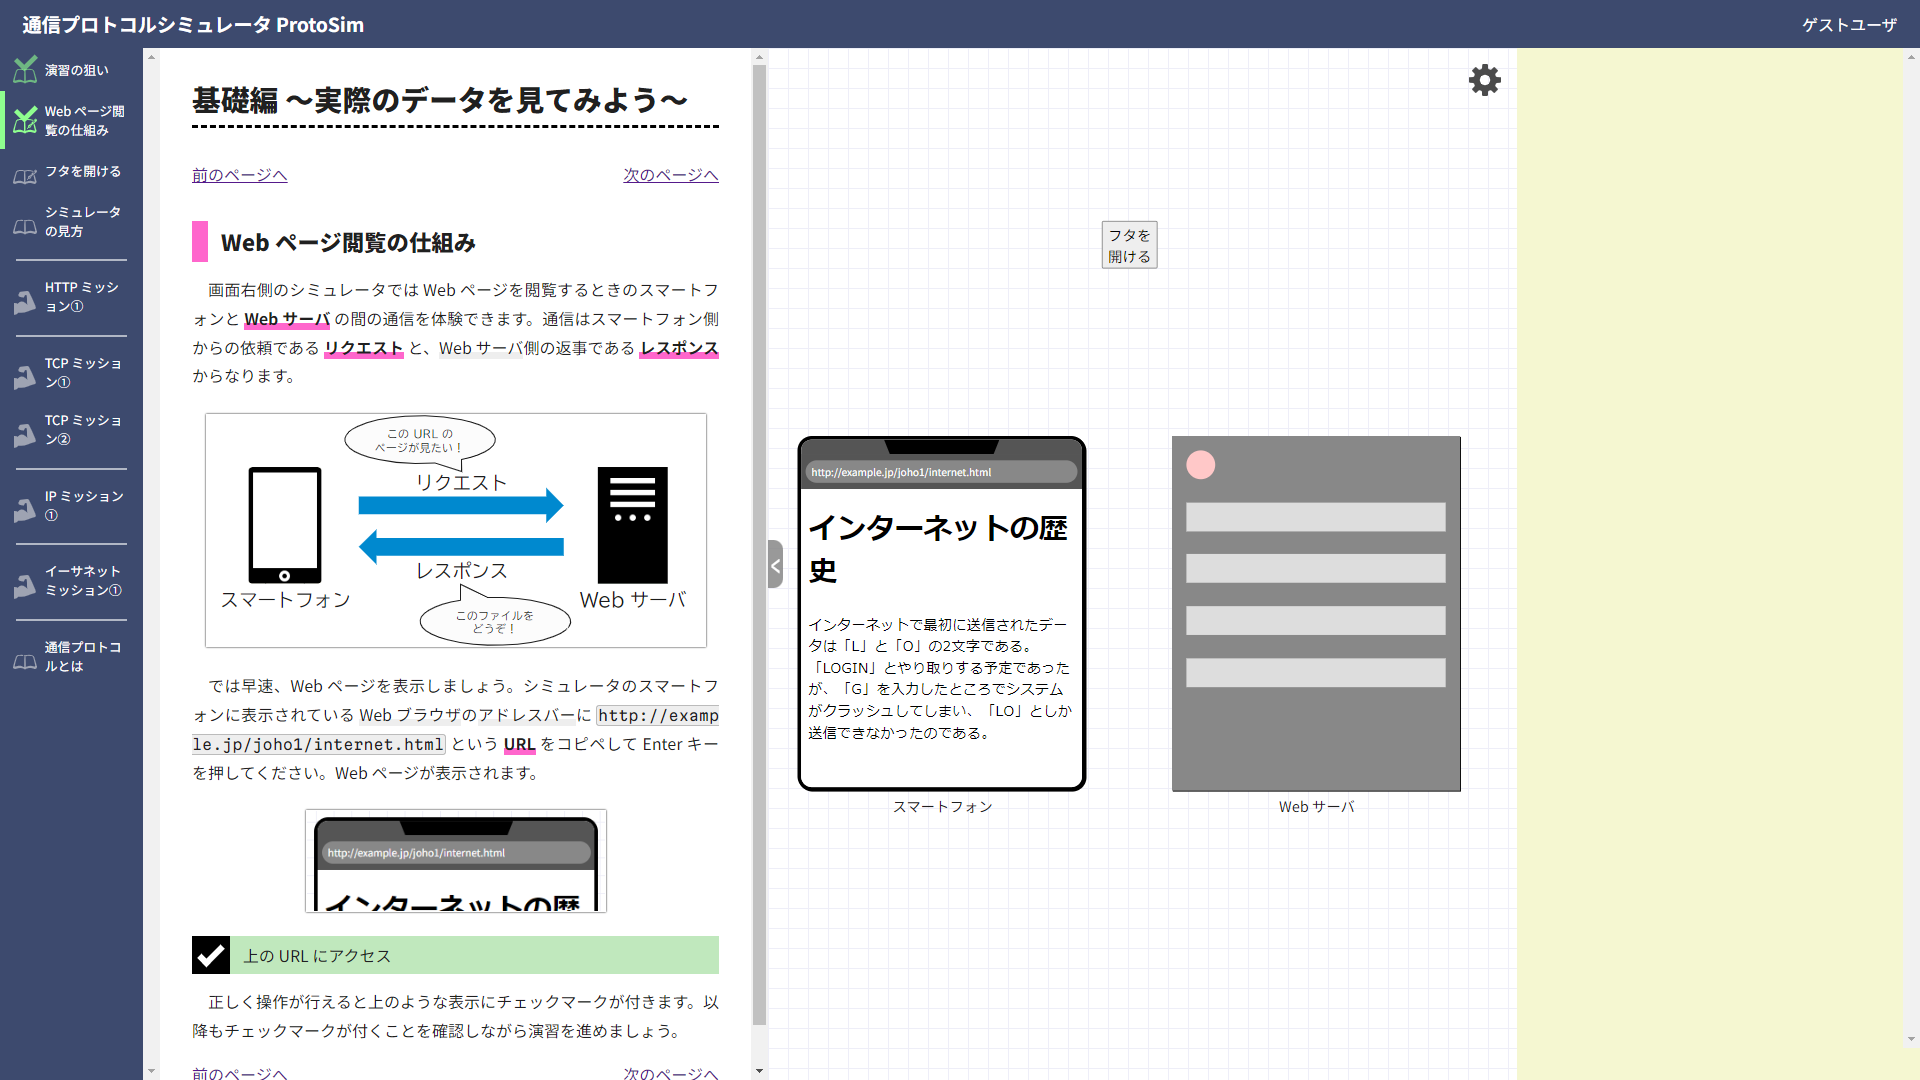 通信プロトコルシミュレータ ProtoSim
ゲストユーザ
演習の狙い
Web ページ閲
覧の仕組み
フタを開ける
シミュレータ
の見方
HTTP ミッシ
ョン①
TCP ミッショ
ン①
TCP ミッショ
ン②
IP ミッション
①
イーサネット
ミッション①
通信プロトコ
ルとは
基礎編 〜実際のデータを見てみよう〜
前のページへ
次のページへ
Web ページ閲覧の仕組み
画面右側のシミュレータでは Web ページを閲覧するときのスマートフ
ォンと Web サーバ の間の通信を体験できます。通信はスマートフォン側
からの依頼である リクエスト と、Web サーバ側の返事である レスポンス
からなります。
この URL の
ページが見たい！
リクエスト
レスポンス
スマートフォン
Web サーバ
このファイルを
どうぞ！
では早速、Web ページを表示しましょう。シミュレータのスマートフ
ォンに表示されている Web ブラウザのアドレスバーに http://examp
le.jp/joho1/internet.html という URL をコピペして Enter キー
を押してください。Web ページが表示されます。
http://example.jp/joho1/internet.html
インターネットの歴
上の URL にアクセス
正しく操作が行えると上のような表示にチェックマークが付きます。以
降もチェックマークが付くことを確認しながら演習を進めましょう。
前のページへ
次のページへ
フタを
開ける
http://example.jp/joho1/internet.html
インターネットの歴
史
インターネットで最初に送信されたデー
タは「L」と「O」の2文字である。
「LOGIN」とやり取りする予定であった
が、「G」を入力したところでシステム
がクラッシュしてしまい、「LO」としか
送信できなかったのである。
スマートフォン
Web サーバ